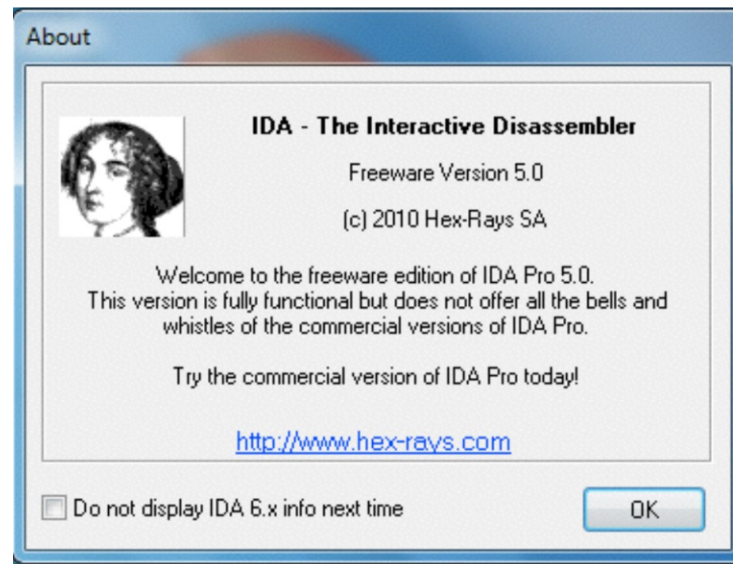 About
IDA - The Interactive Disassembler
Freeware Version 5.0
(c) 2010 Hex-Rays SA
Welcome to the freeware edition of IDA Pro 5.0.
This version is fully functional but does not offer all the bells and
whistles of the commercial versions of IDA Pro.
Try the commercial version of IDA Pro today!
http://www.hex-rays.com
Do not display IDA 6.x info next time
OK